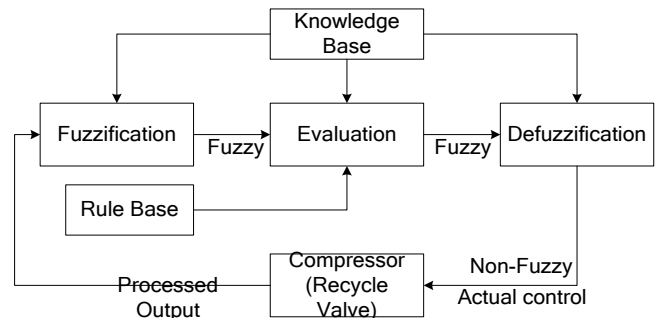 Knowledge
Base
Fuzzification
Fuzzy
Evaluation
Fuzzy
Defuzzification
Rule Base
Compressor
(Recycle
Valve)
Non-Fuzzy
Actual control
Processed
Output